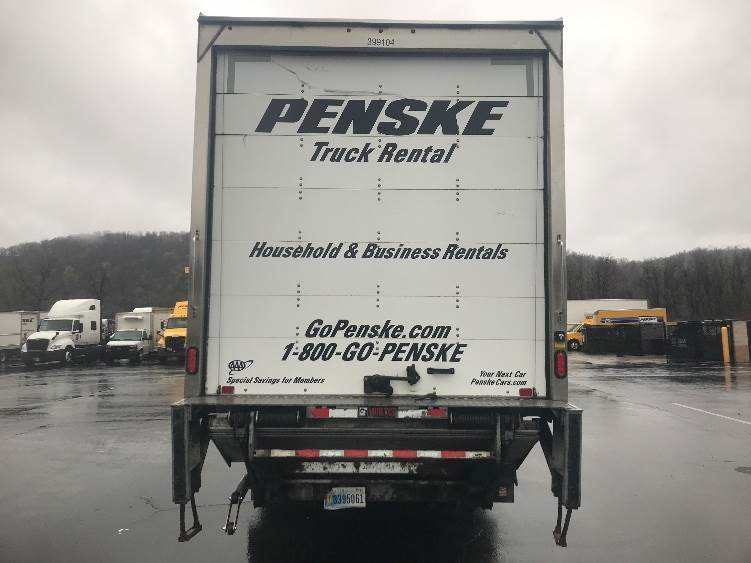 399104
PENSKE
Truck Rental
Household & Business Rentals
GoPenske.com
1-800-GO-PENSKE
AAA
Special Savings for Members
Your Next Car
PenskeCars.com